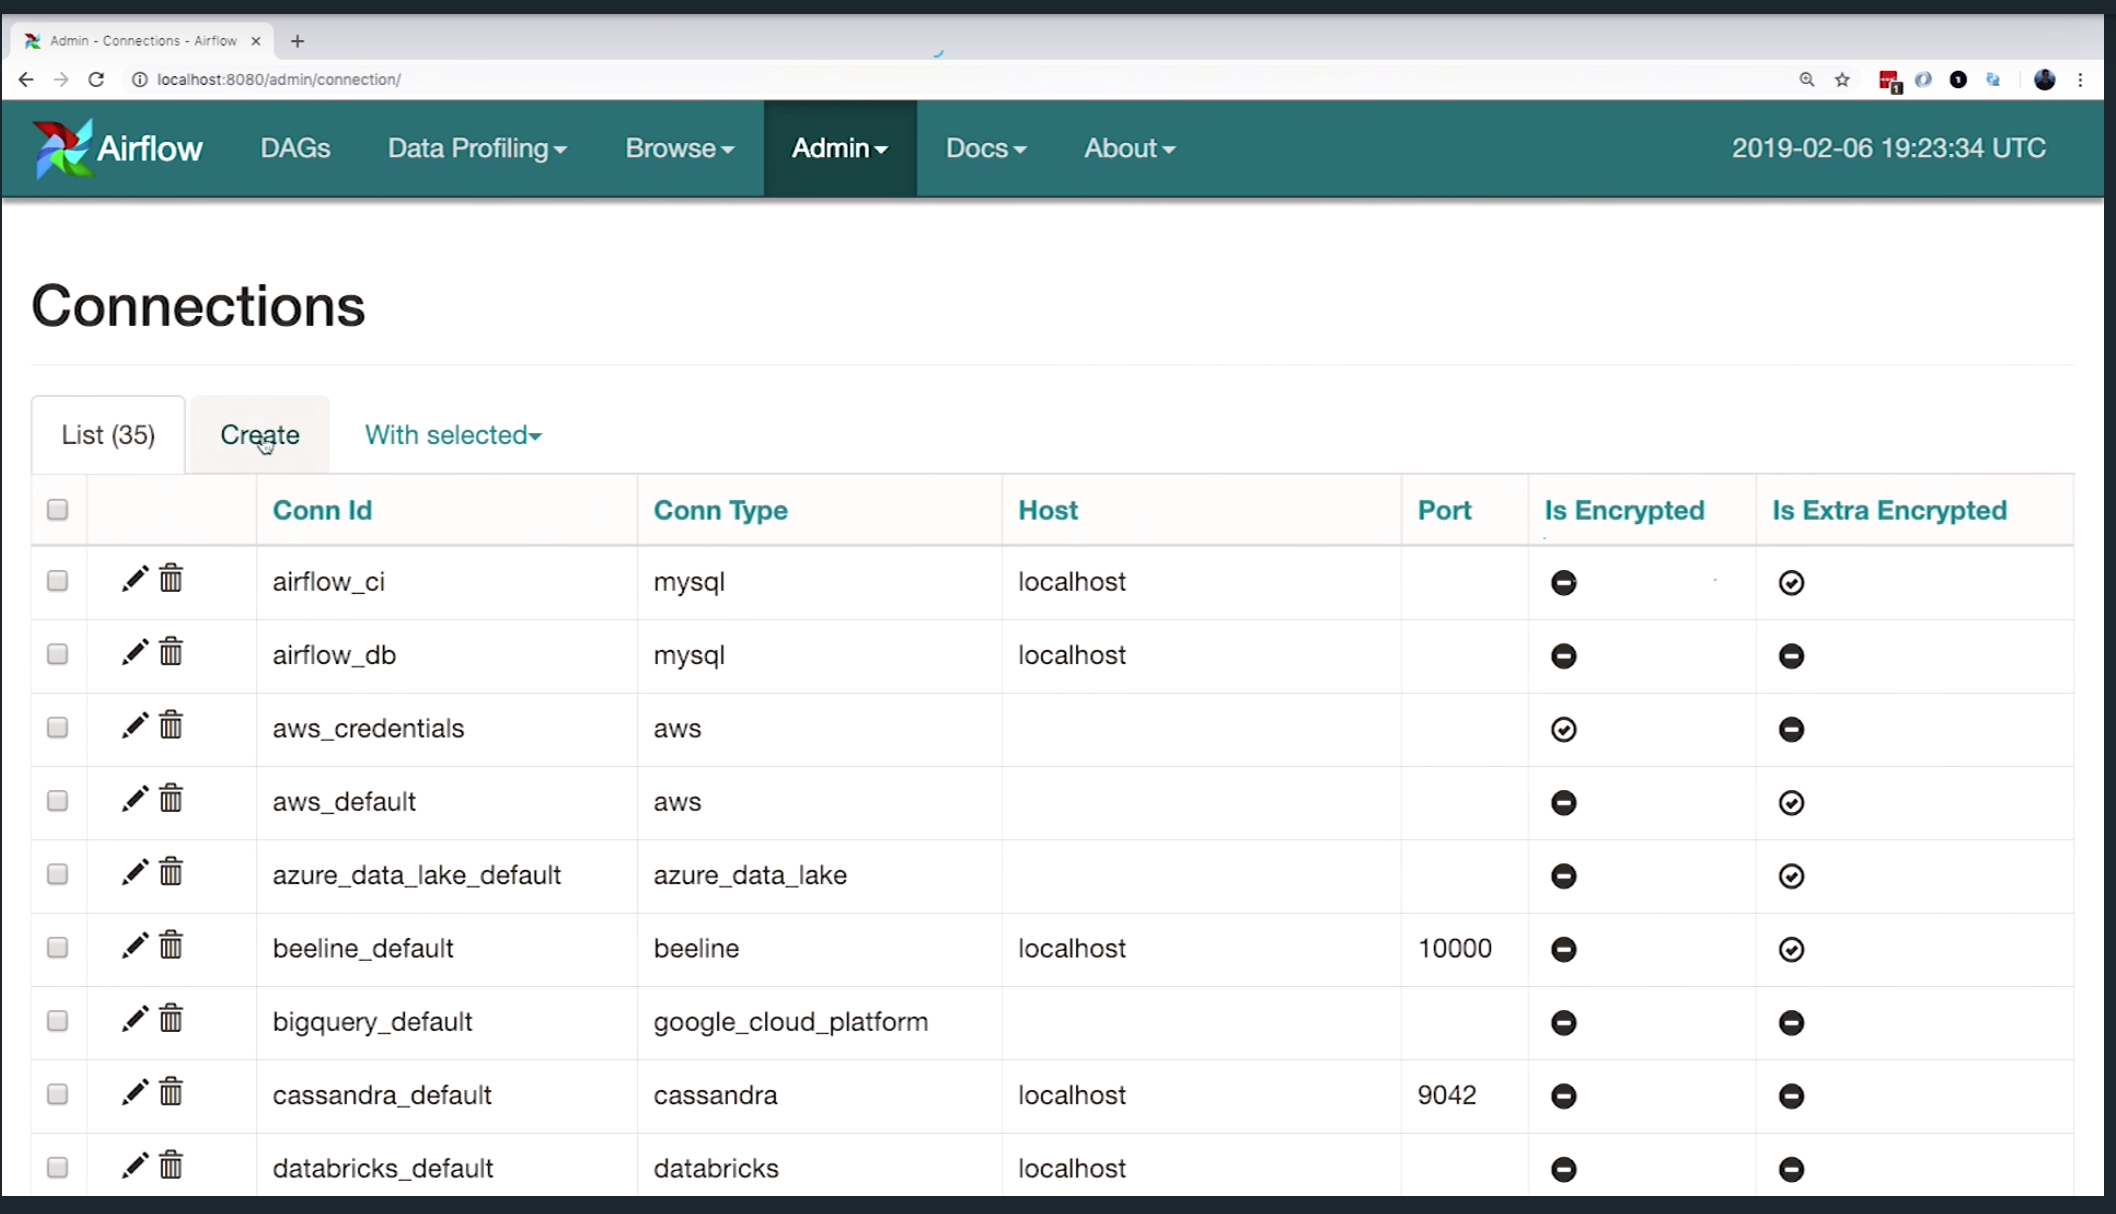 Admin - Connections - Airflow
localhost:8080/admin/connection/
1
Airflow DAGs Data Profiling Browse Admin Docs About 2019-02-06 19:23:34 UTC
Connections
List (35) Create With selected
Conn Id Conn Type Host Port Is Encrypted Is Extra Encrypted
airflow_ci mysql localhost
airflow_db mysql localhost
aws_credentials aws
aws_default aws
azure_data_lake_default azure_data_lake
beeline_default beeline localhost 10000
bigquery_default google_cloud_platform
cassandra_default cassandra localhost 9042
databricks_default databricks localhost